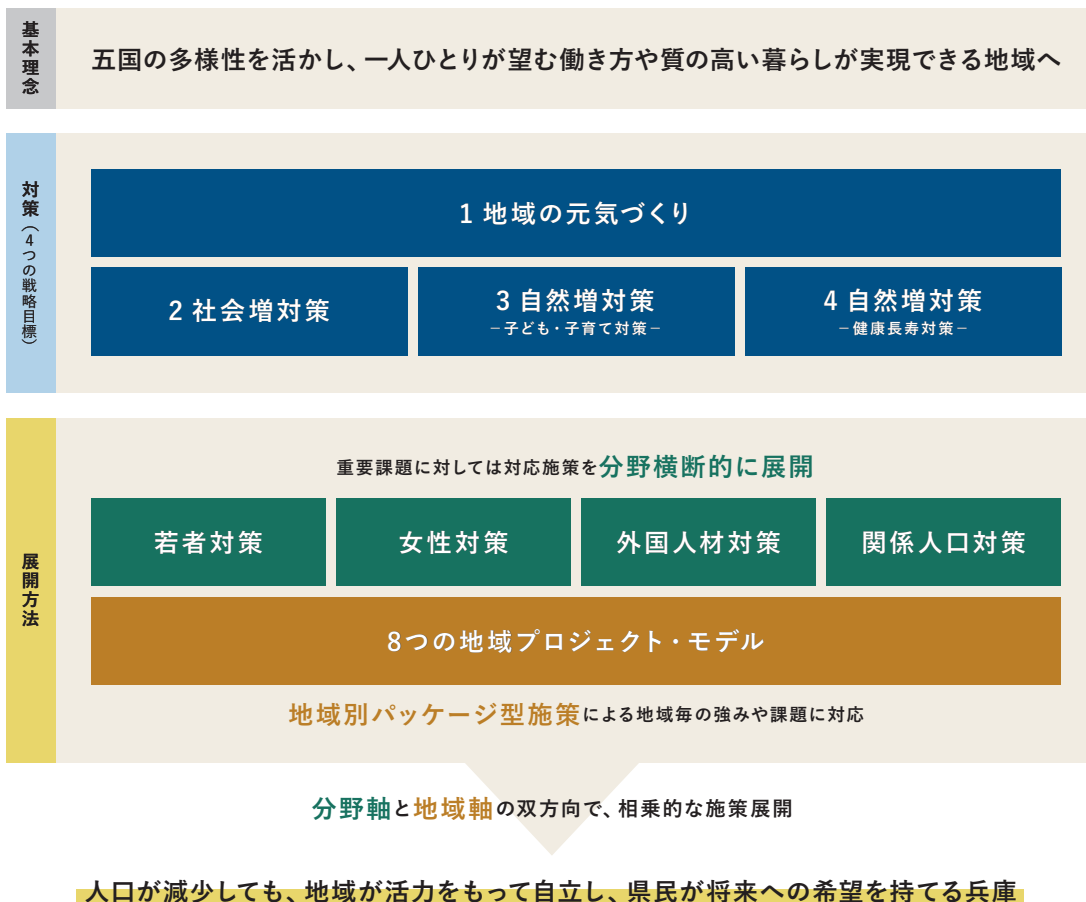 基本理念
五国の多様性を活かし、一人ひとりが望む働き方や質の高い暮らしが実現できる地域へ
対策(4つの戦略目標)
1 地域の元気づくり
2 社会増対策
3 自然増対策
−子ども・子育て対策−
4 自然増対策
−健康長寿対策−
展開方法
重要課題に対しては対応施策を分野横断的に展開
若者対策
女性対策
外国人材対策
関係人口対策
8つの地域プロジェクト・モデル
地域別パッケージ型施策による地域毎の強みや課題に対応
分野軸と地域軸の双方向で、相乗的な施策展開
人口が減少しても、地域が活力をもって自立し、県民が将来への希望を持てる兵庫